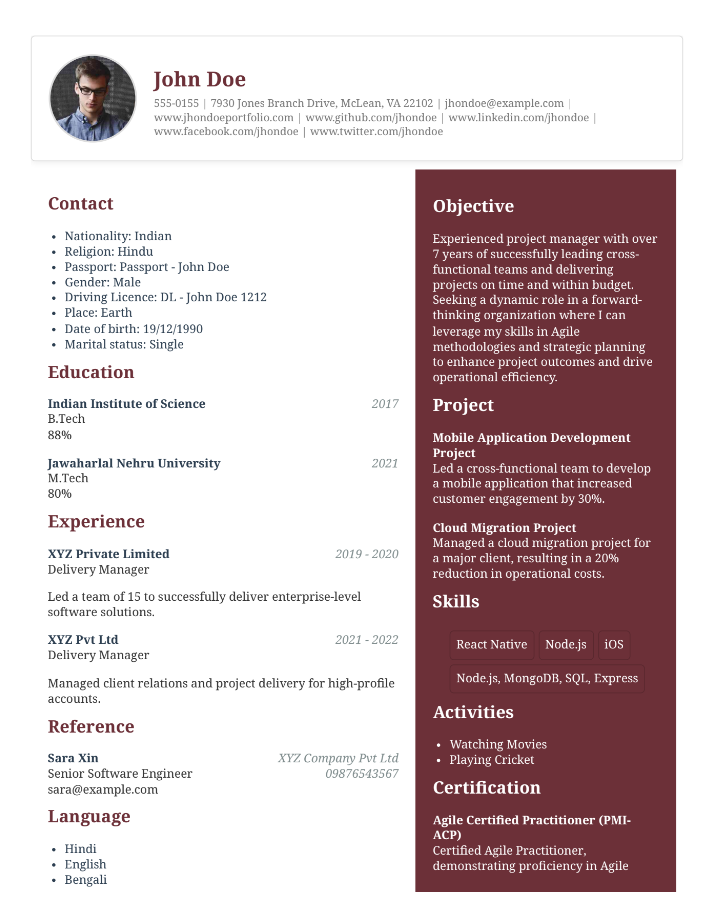 John Doe
555-0155 | 7930 Jones Branch Drive, McLean, VA 22102 | jhondoe@example.com |
www.jhondoeportfolio.com | www.github.com/jhondoe | www.linkedin.com/jhondoe |
www.facebook.com/jhondoe | www.twitter.com/jhondoe
Contact
• Nationality: Indian
• Religion: Hindu
• Passport: Passport - John Doe
• Gender: Male
• Driving Licence: DL - John Doe 1212
• Place: Earth
• Date of birth: 19/12/1990
• Marital status: Single
Education
Indian Institute of Science 2017
B.Tech
88%
Jawaharlal Nehru University 2021
M.Tech
80%
Experience
XYZ Private Limited 2019 - 2020
Delivery Manager
Led a team of 15 to successfully deliver enterprise-level
software solutions.
XYZ Pvt Ltd 2021 - 2022
Delivery Manager
Managed client relations and project delivery for high-profile
accounts.
Reference
Sara Xin XYZ Company Pvt Ltd
Senior Software Engineer 09876543567
sara@example.com
Language
• Hindi
• English
• Bengali
Objective
Experienced project manager with over
7 years of successfully leading cross-
functional teams and delivering
projects on time and within budget.
Seeking a dynamic role in a forward-
thinking organization where I can
leverage my skills in Agile
methodologies and strategic planning
to enhance project outcomes and drive
operational efficiency.
Project
Mobile Application Development
Project
Led a cross-functional team to develop
a mobile application that increased
customer engagement by 30%.
Cloud Migration Project
Managed a cloud migration project for
a major client, resulting in a 20%
reduction in operational costs.
Skills
React Native Node.js iOS
Node.js, MongoDB, SQL, Express
Activities
• Watching Movies
• Playing Cricket
Certification
Agile Certified Practitioner (PMI-
ACP)
Certified Agile Practitioner,
demonstrating proficiency in Agile